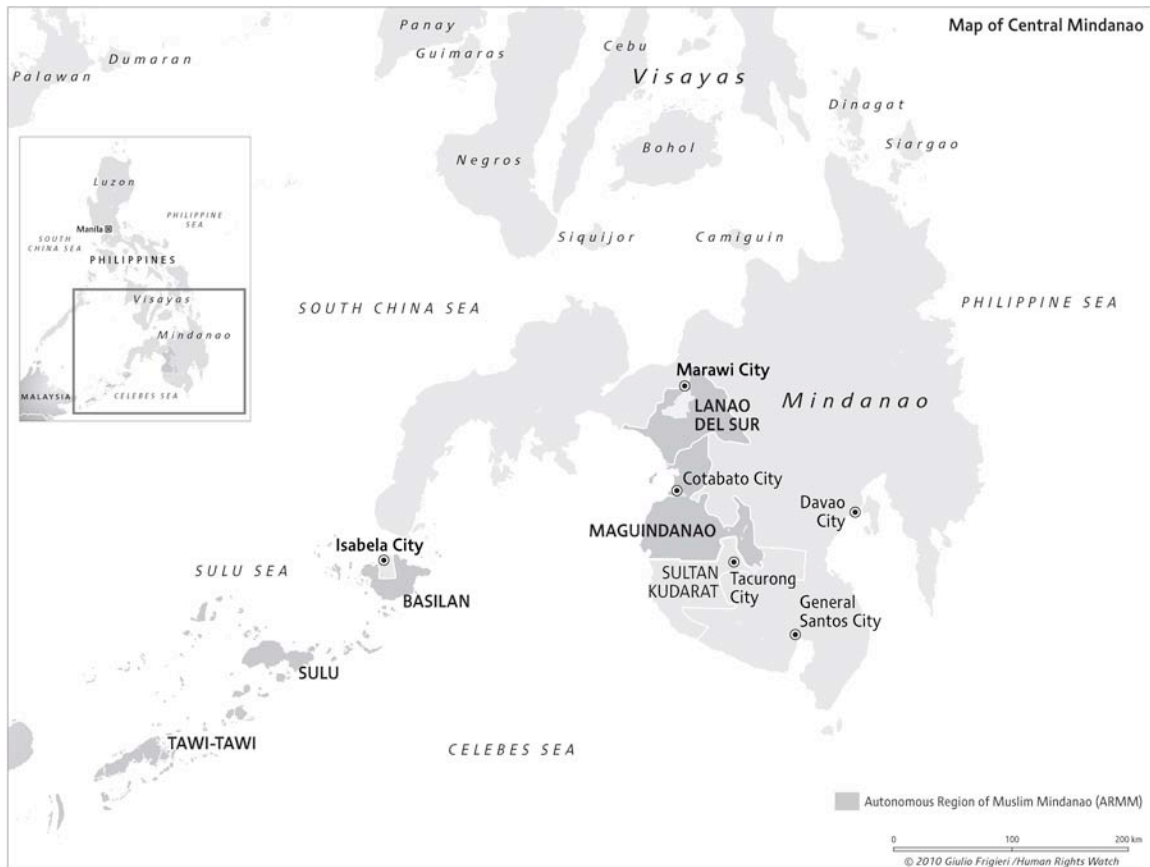 Map of Central Mindanao
Panay
Guimaras
Cebu
Dumaran
Palawan
Visayas
Dinagat
Siargao
Bohol
Negros
Siquijor
Camiguin
Luzon
Manila
PHILIPPINE
SEA
SOUTH
CHINA SEA
PHILIPPINES
Visayas
Mindanao
MALAYSIA
CELEBES SEA
SOUTH CHINA SEA
PHILIPPINE SEA
Marawi City
LANAO
DEL SUR
Mindanao
Cotabato City
Davao
City
MAGUINDANAO
Isabela City
SULU SEA
BASILAN
SULTAN
KUDARAT
Tacurong
City
General
Santos City
SULU
TAWI-TAWI
CELEBES SEA
Autonomous Region of Muslim Mindanao (ARMM)
0 100 200 km
© 2010 Giulio Frigieri /Human Rights Watch